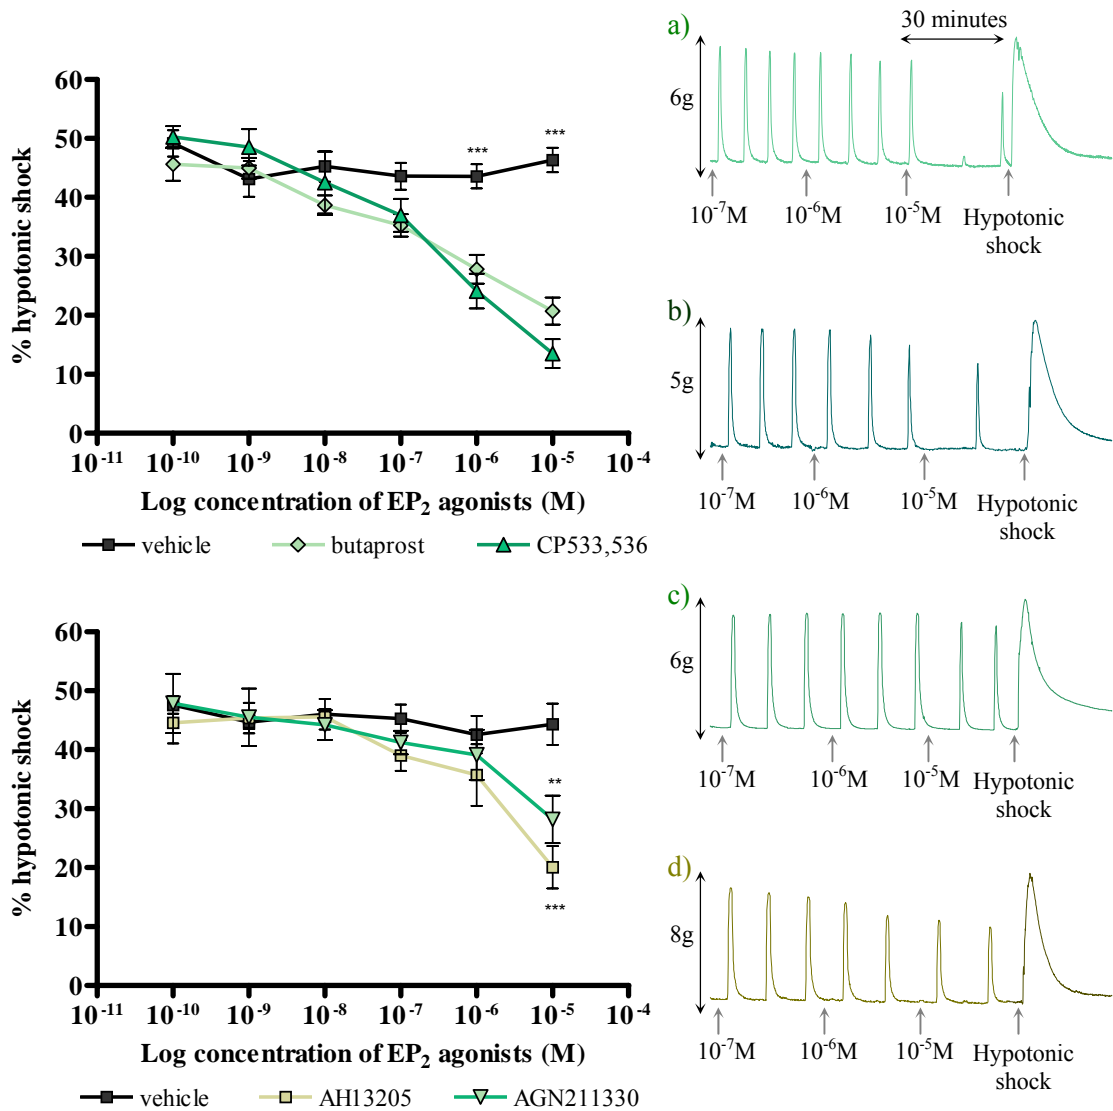 60
50
40
30
20
10
0
% hypotonic shock
***
***
10-11 10-10 10-9 10-8 10-7 10-6 10-5 10-4
Log concentration of EP2 agonists (M)
vehicle butaprost CP533,536
60
50
40
30
20
10
0
% hypotonic shock
**
***
10-11 10-10 10-9 10-8 10-7 10-6 10-5 10-4
Log concentration of EP2 agonists (M)
vehicle AH13205 AGN211330
a)
30 minutes
6g
10-7M 10-6M 10-5M Hypotonic
shock
b)
5g
10-7M 10-6M 10-5M Hypotonic
shock
c)
6g
10-7M 10-6M 10-5M Hypotonic
shock
d)
8g
10-7M 10-6M 10-5M Hypotonic
shock